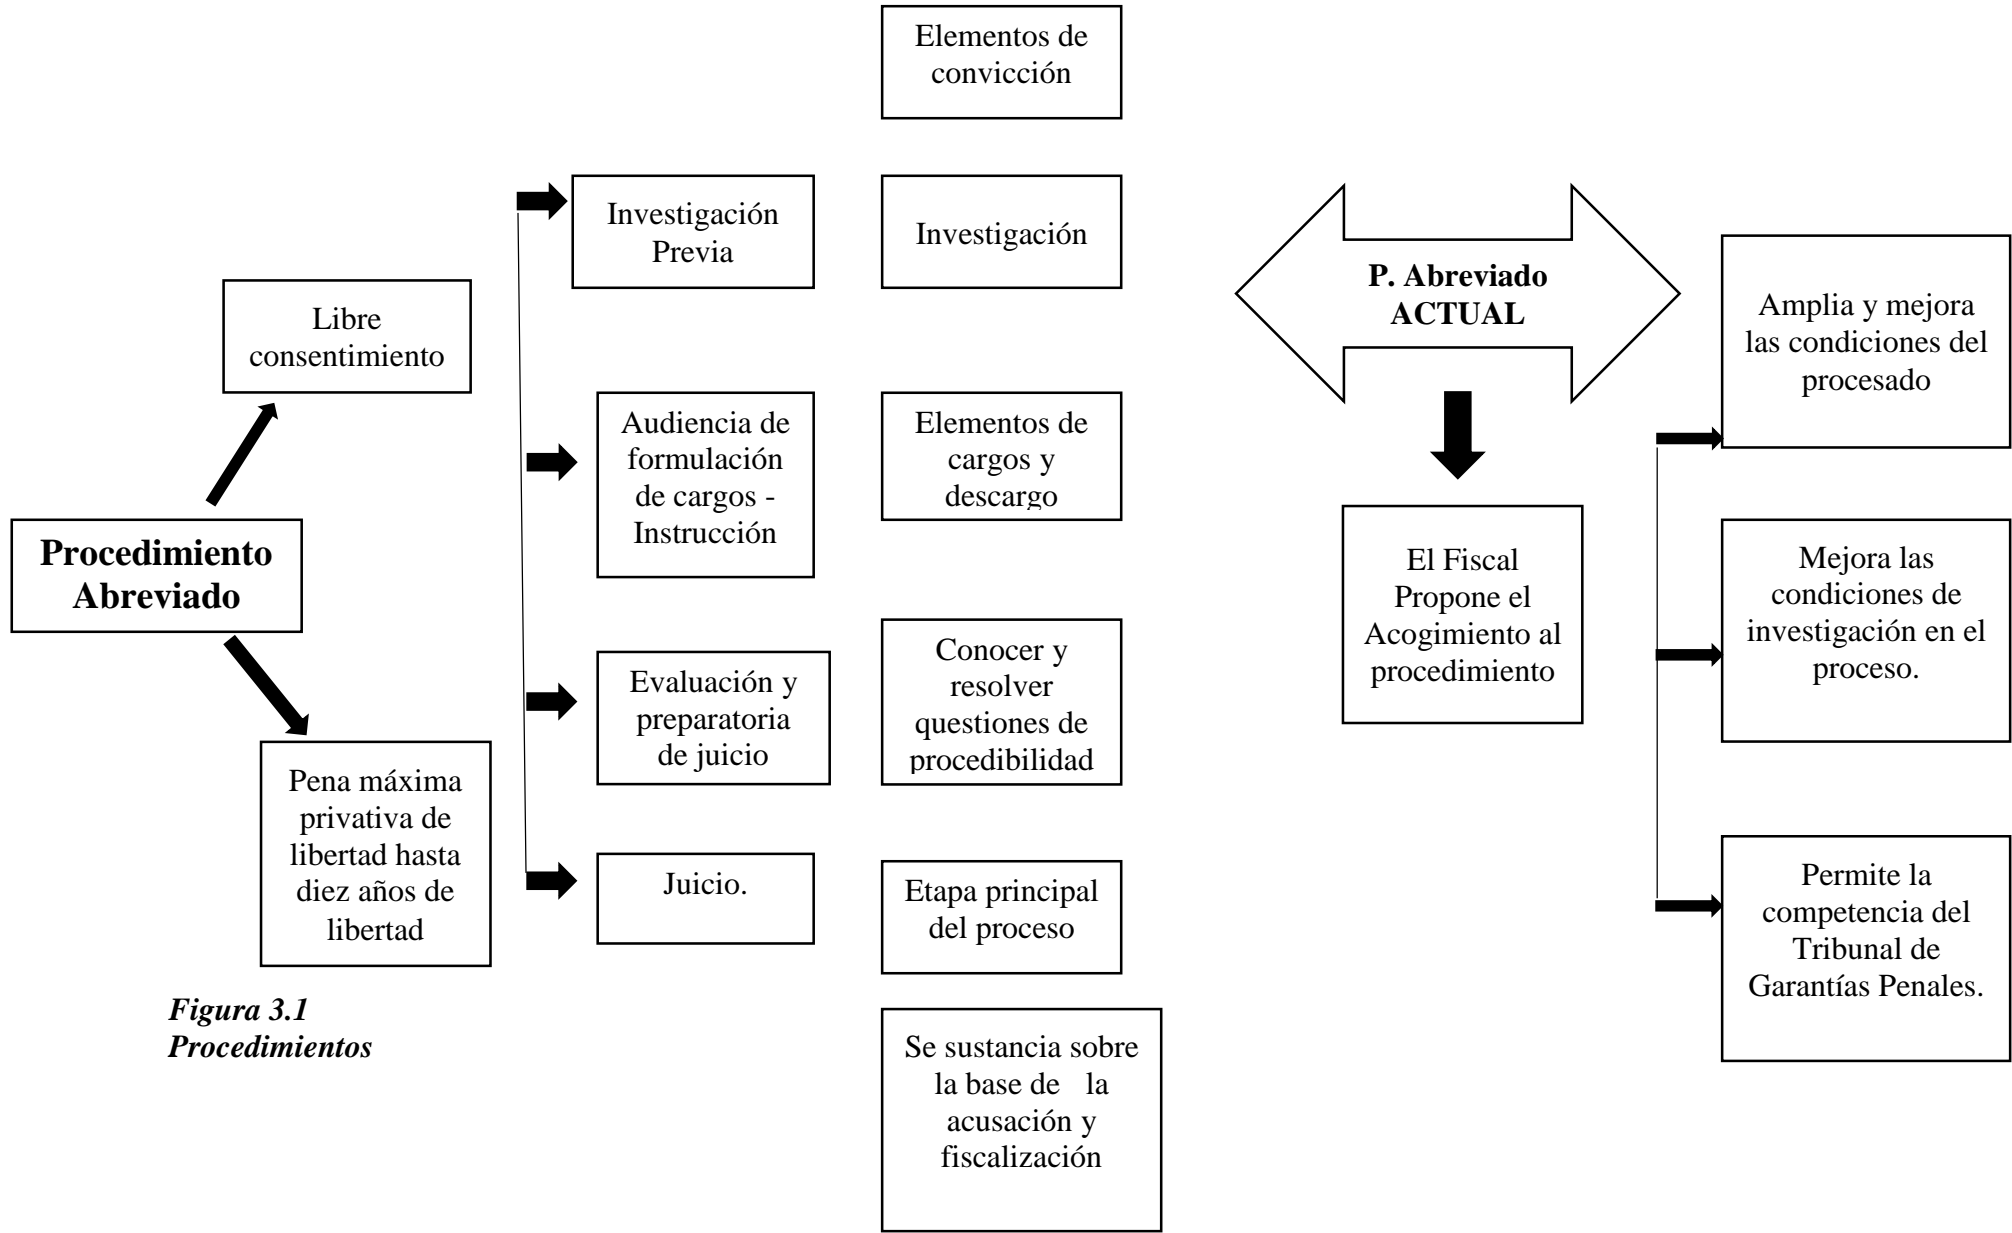 Procedimiento
Abreviado
Libre
consentimiento
Pena máxima
privativa de
libertad hasta
diez años de
libertad
Figura 3.1
Procedimientos
Investigación
Previa
Audiencia de
formulación
de cargos -
Instrucción
Evaluación y
preparatoria
de juicio
Juicio.
Elementos de
convicción
Investigación
Elementos de
cargos y
descargo
Conocer y
resolver
questiones de
procedibilidad
Etapa principal
del proceso
Se sustancia sobre
la base de   la
acusación y
fiscalización
P. Abreviado
ACTUAL
El Fiscal
Propone el
Acogimiento al
procedimiento
Amplia y mejora
las condiciones del
procesado
Mejora las
condiciones de
investigación en el
proceso.
Permite la
competencia del
Tribunal de
Garantías Penales.